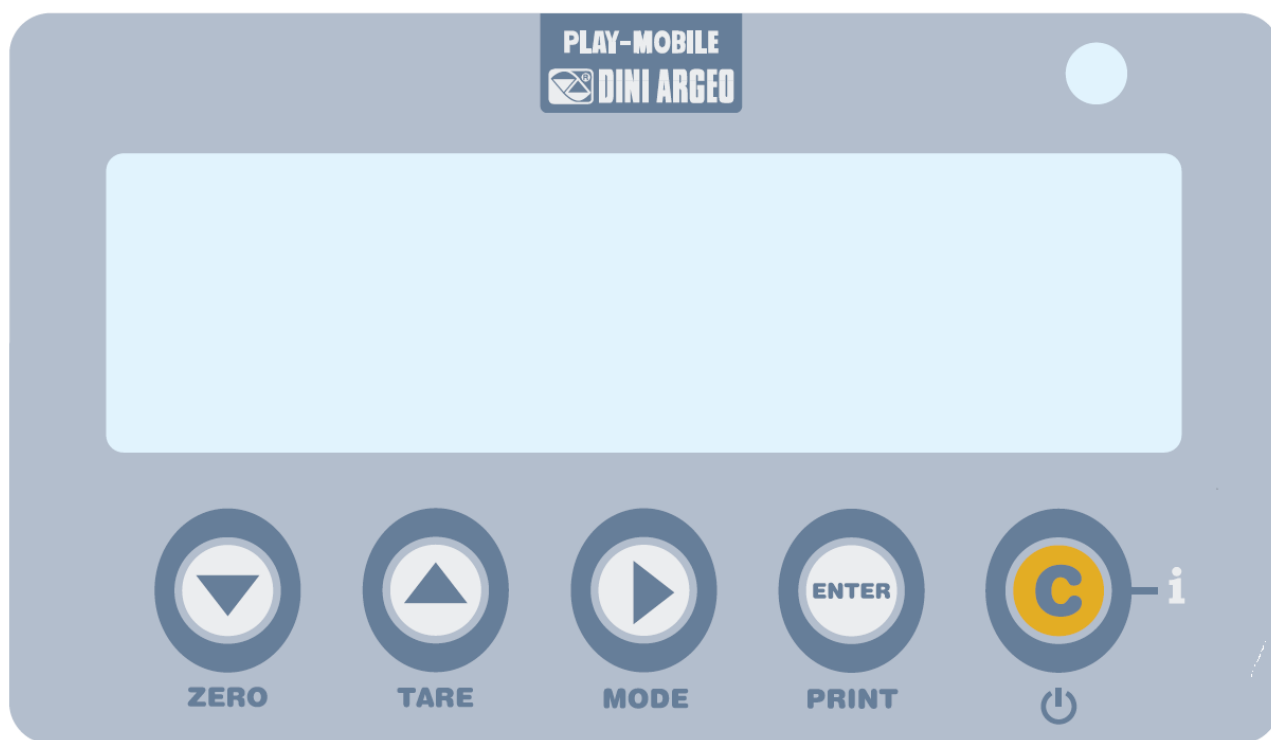 PLAY-MOBILE
® DINI ARGEO
ENTER
C
i
ZERO
TARE
MODE
PRINT